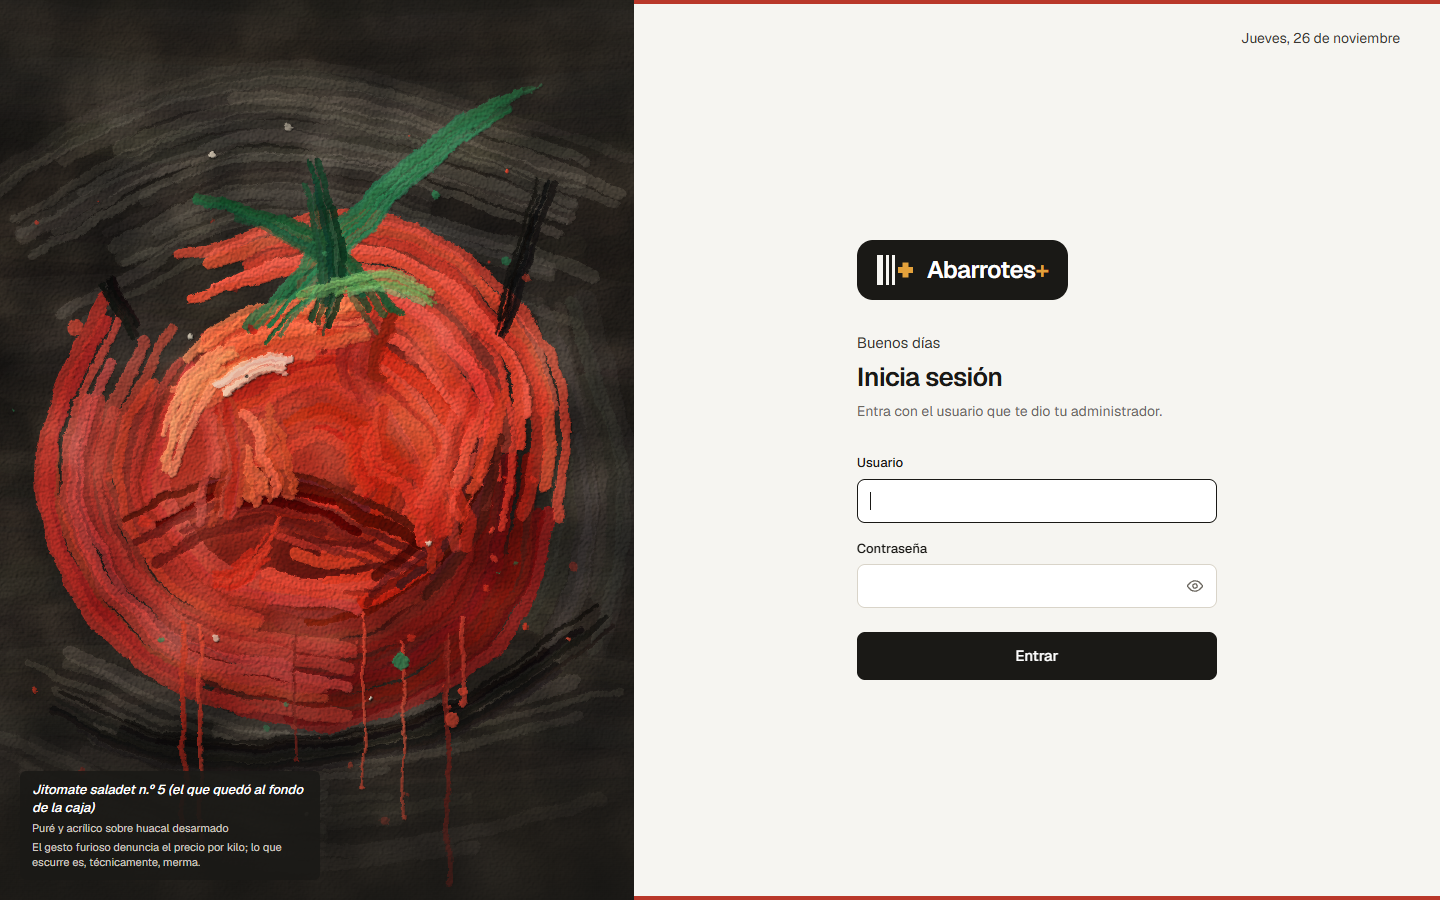 Jueves, 26 de noviembre
Abarrotes+
Buenos días
Inicia sesión
Entra con el usuario que te dio tu administrador.
Usuario
Contraseña
Entrar
Jitomate saladet n.º 5 (el que quedó al fondo
de la caja)
Puré y acrílico sobre huacal desarmado
El gesto furioso denuncia el precio por kilo; lo que
escurre es, técnicamente, merma.